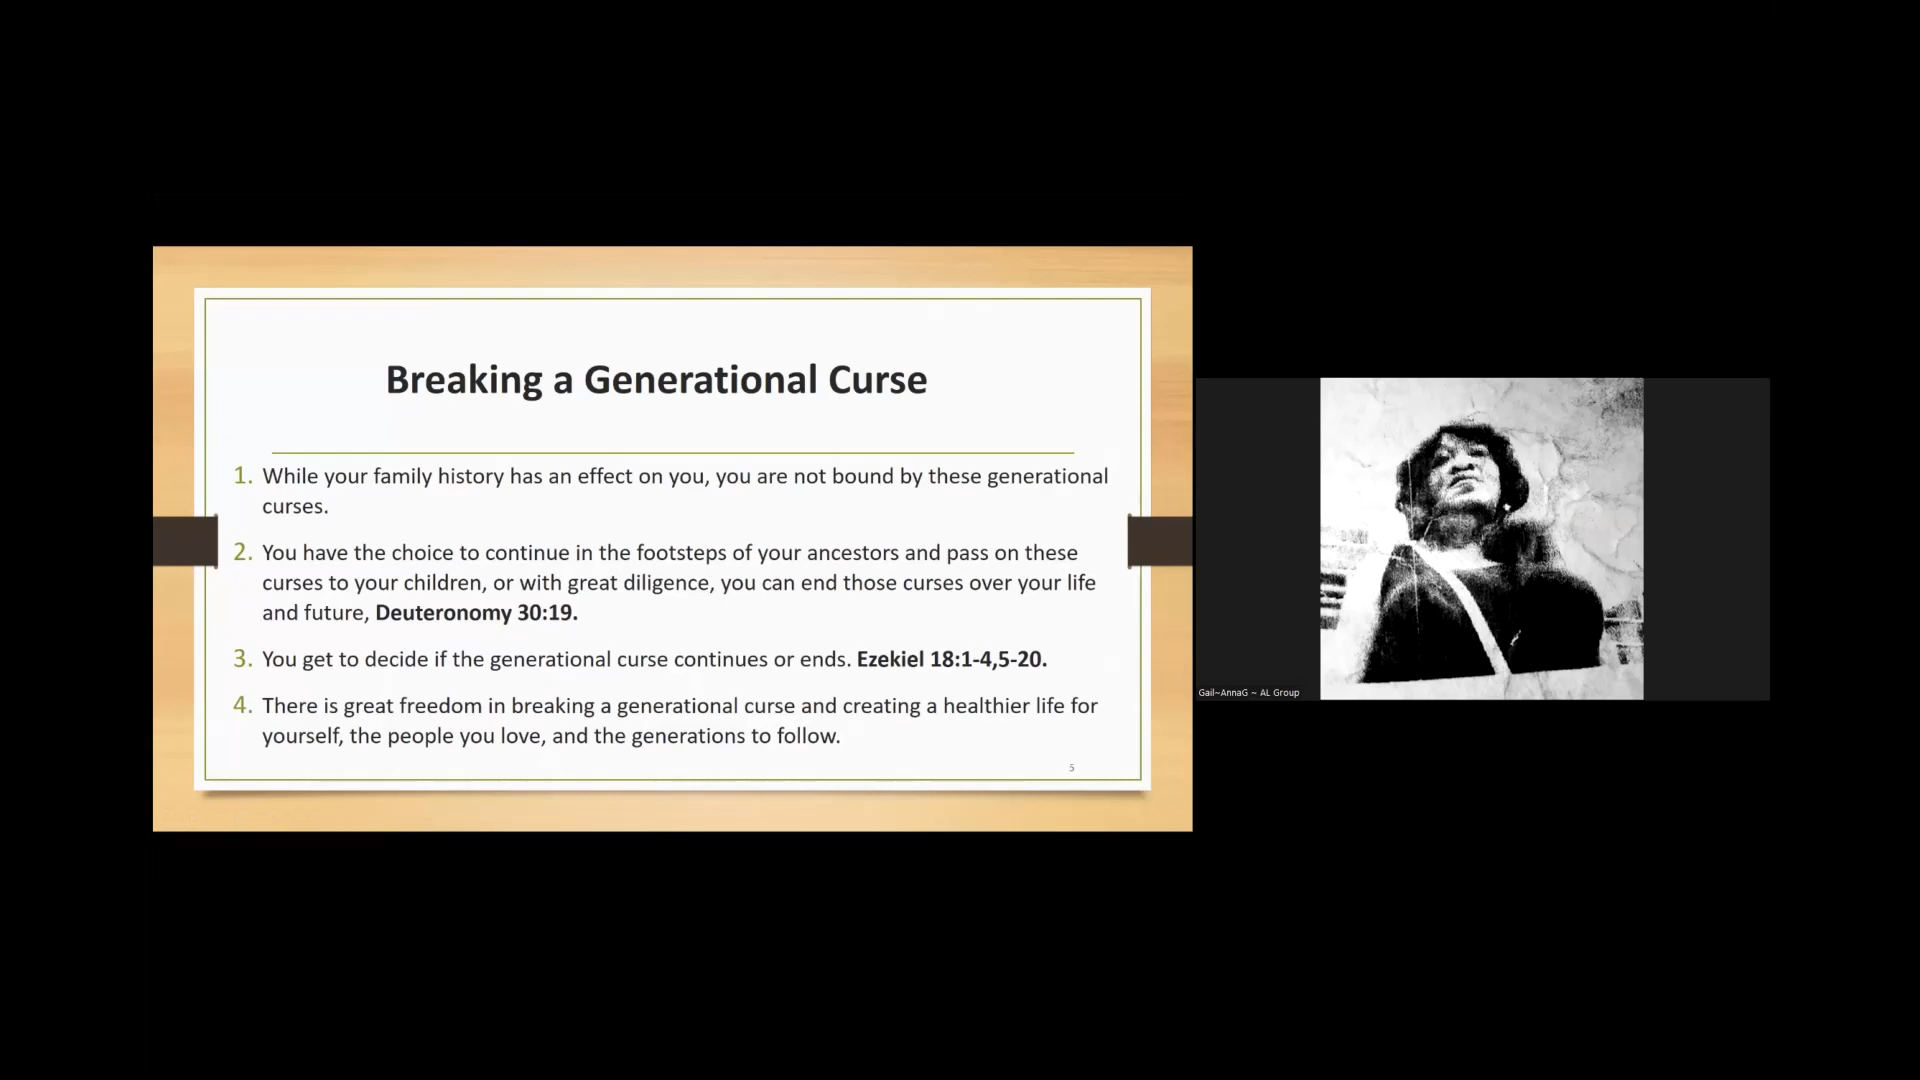 Breaking a Generational Curse
1. While your family history has an effect on you, you are not bound by these generational
curses.
2. You have the choice to continue in the footsteps of your ancestors and pass on these
curses to your children, or with great diligence, you can end those curses over your life
and future, Deuteronomy 30:19.
3. You get to decide if the generational curse continues or ends. Ezekiel 18:1-4,5-20.
4. There is great freedom in breaking a generational curse and creating a healthier life for
yourself, the people you love, and the generations to follow.
5
Gail~AnnaG ~ AL Group